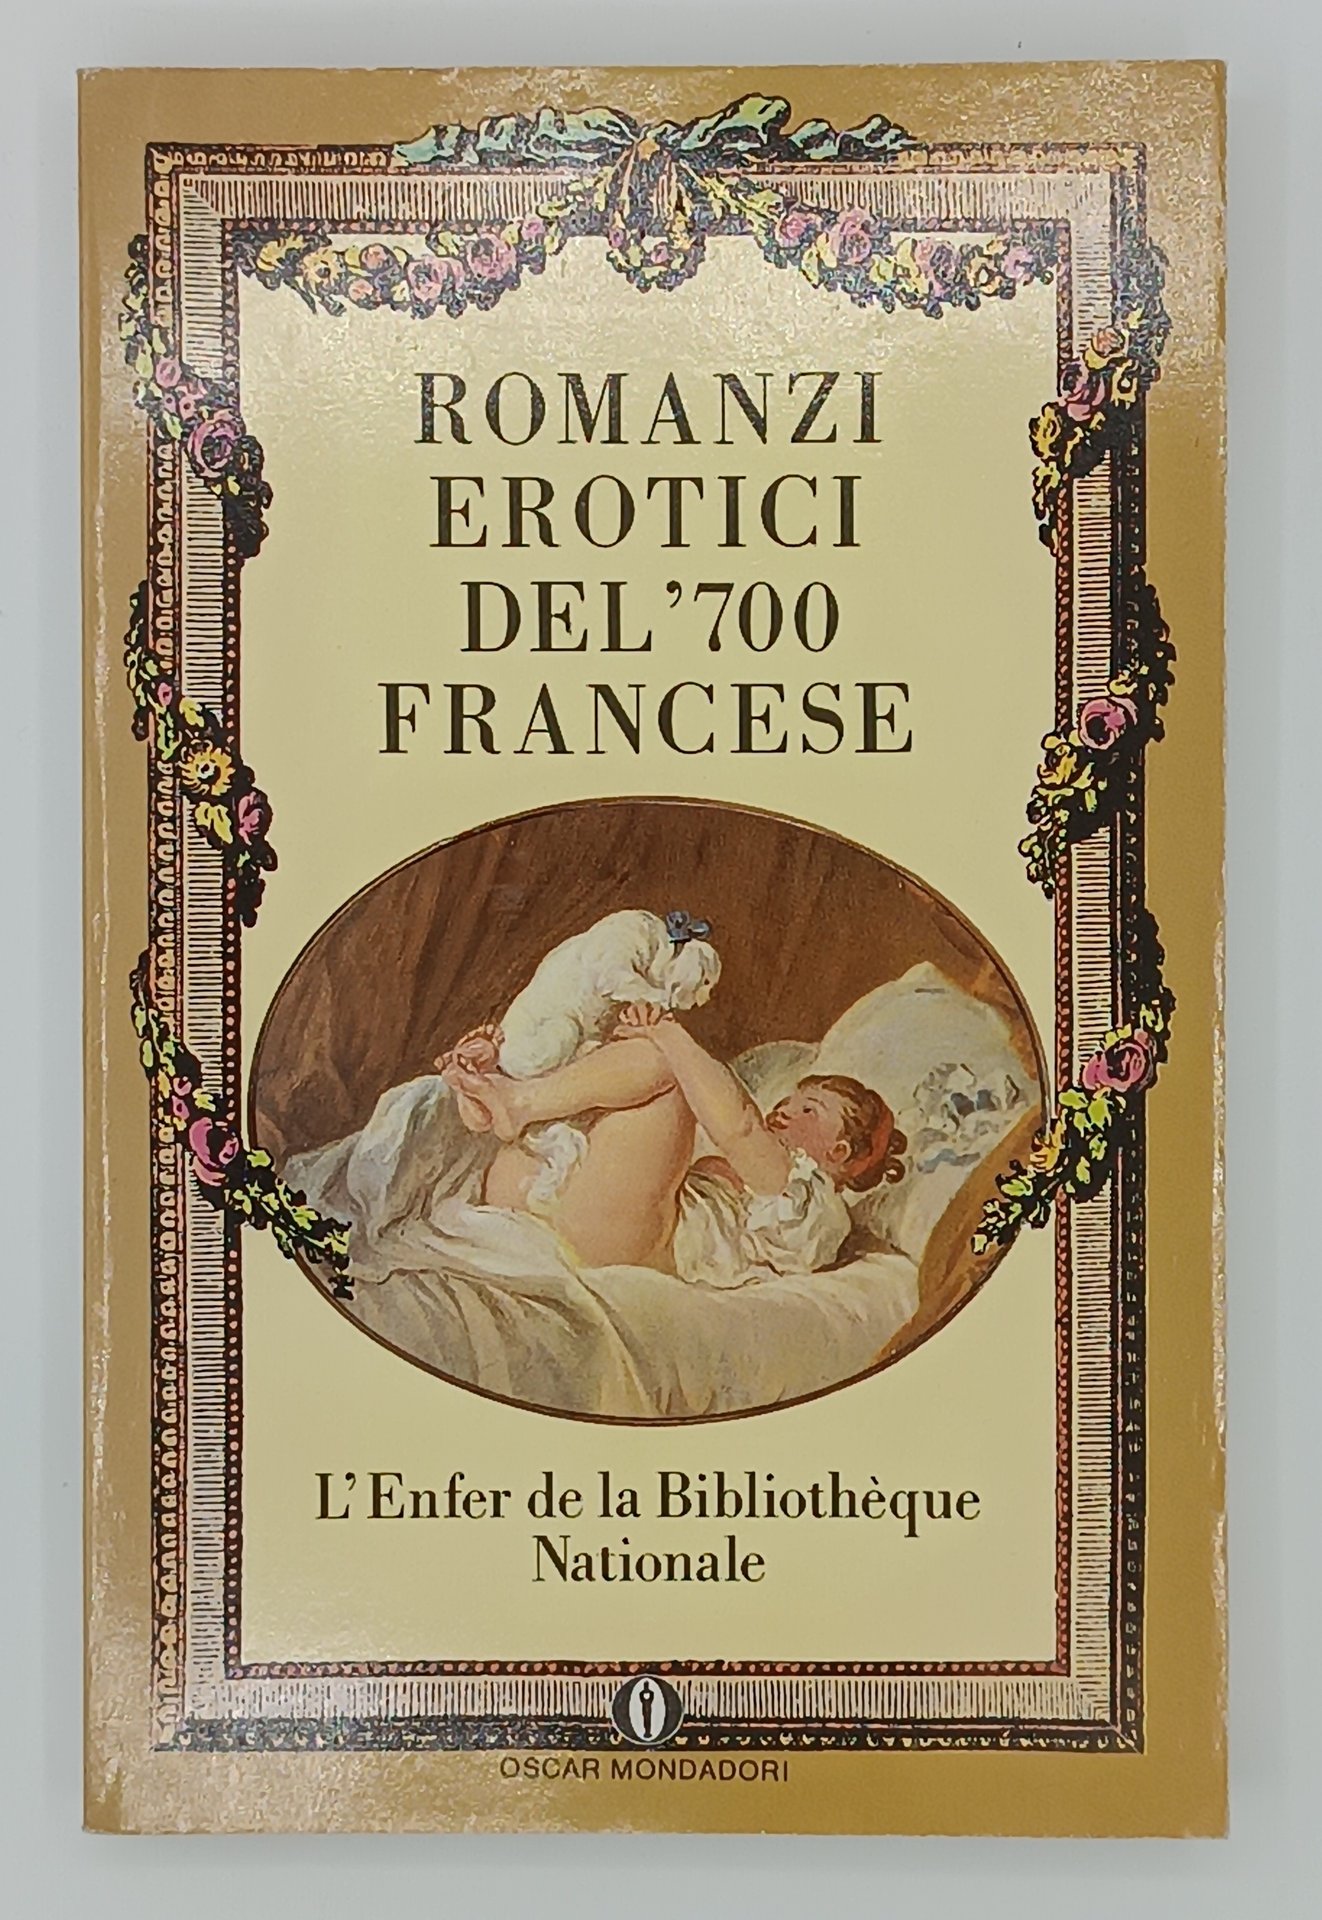 ROMANZI
EROTICI
DEL '700
FRANCESE
L'Enfer de la Bibliothèque
Nationale
OSCAR MONDADORI